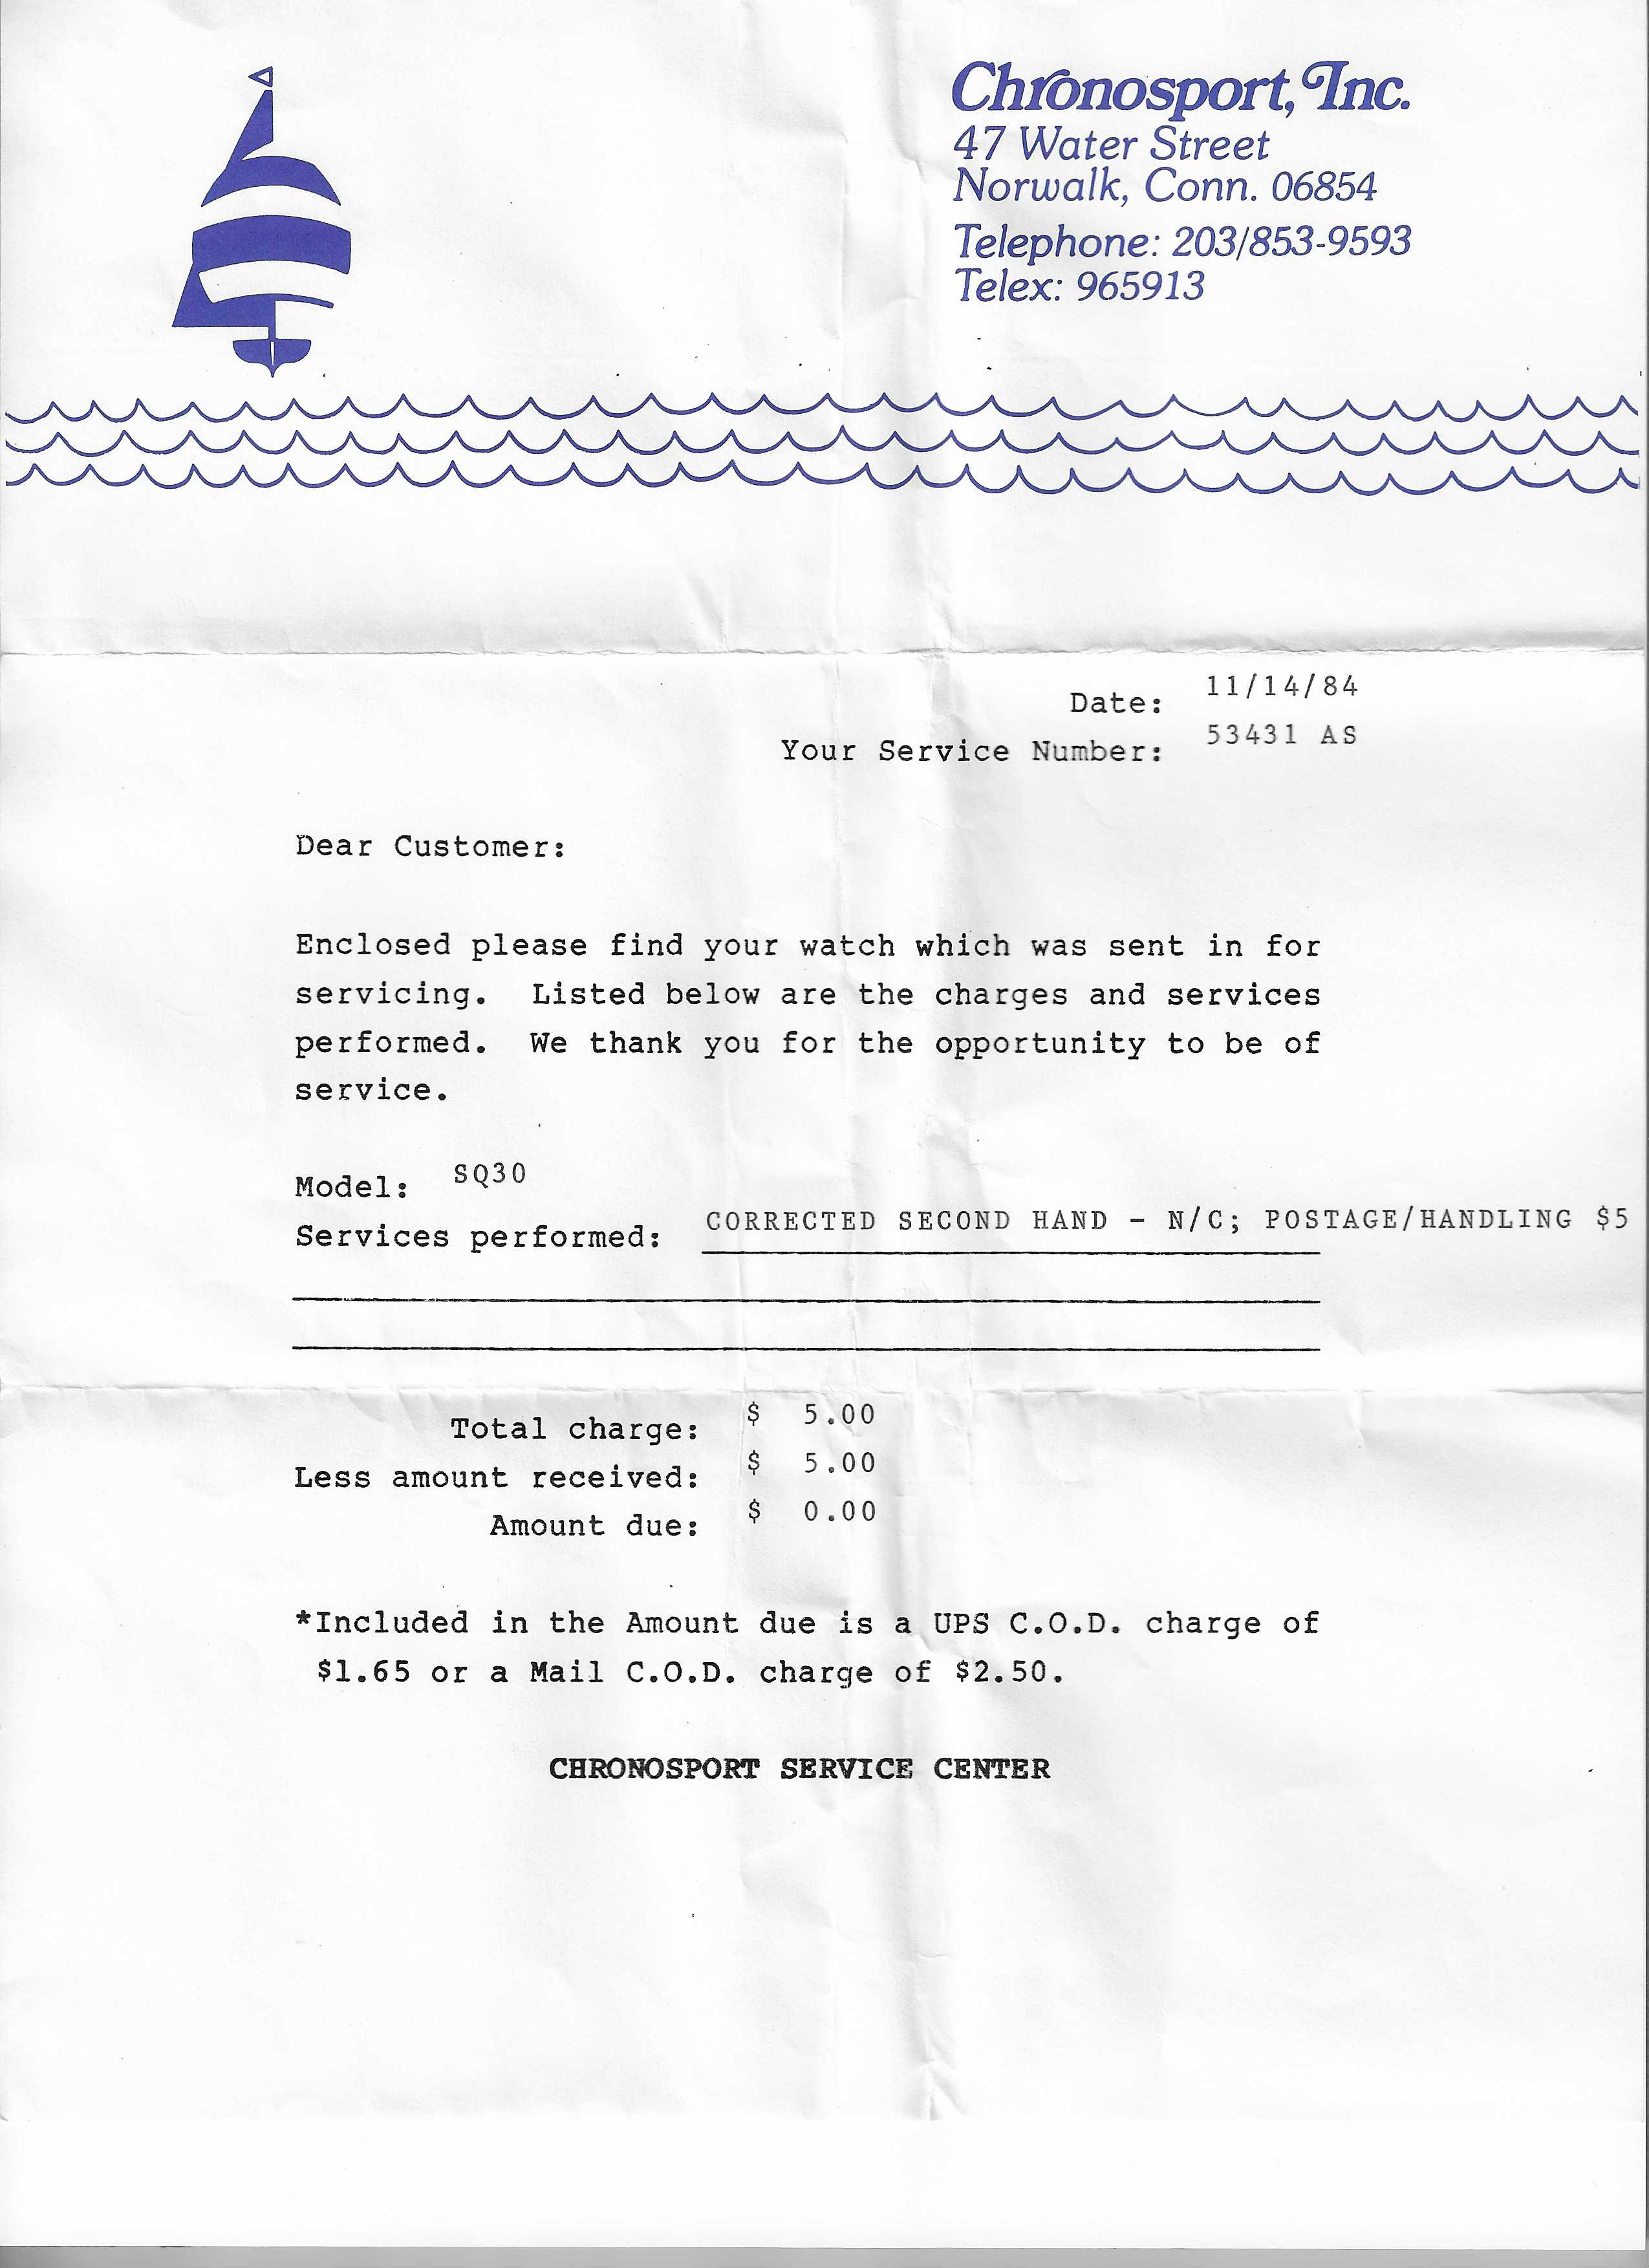 Chronosport, Inc.
47 Water Street
Norwalk, Conn. 06854
Telephone: 203/853-9593
Telex: 965913
Date: 11/14/84
Your Service Number: 53431 AS
Dear Customer:
Enclosed please find your watch which was sent in for
servicing. Listed below are the charges and services
performed. We thank you for the opportunity to be of
service.
Model: SQ30
Services performed: CORRECTED SECOND HAND - N/C; POSTAGE/HANDLING $5
Total charge: $ 5.00
Less amount received: $ 5.00
Amount due: $ 0.00
*Included in the Amount due is a UPS C.O.D. charge of
$1.65 or a Mail C.O.D. charge of $2.50.
CHRONOSPORT SERVICE CENTER